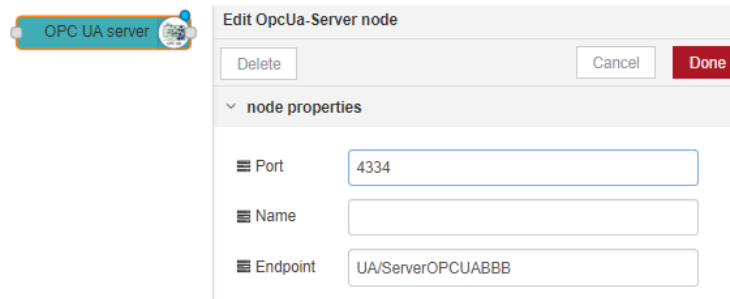 OPC UA server
Edit OpcUa-Server node
Delete
Cancel
Done
node properties
Port
4334
Name
Endpoint
UA/ServerOPCUABBB